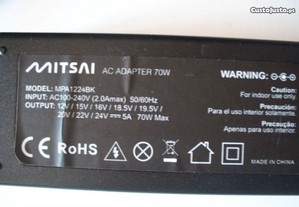 CustoJusto.pt
MITSAI AC ADAPTER 70W
MODEL: MPA1224BK
INPUT: AC100-240V (2.0Amax) 50/60Hz
OUTPUT: 12V / 15V / 16V / 18.5V / 19.5V /
20V / 22V / 24V 5A 70W Max
WARNING:
Caution:
For indoor use only.
Precaución:
Para el uso interior solamente.
Precaução:
Apenas para uso interior.
CE RoHS
MADE IN CHINA